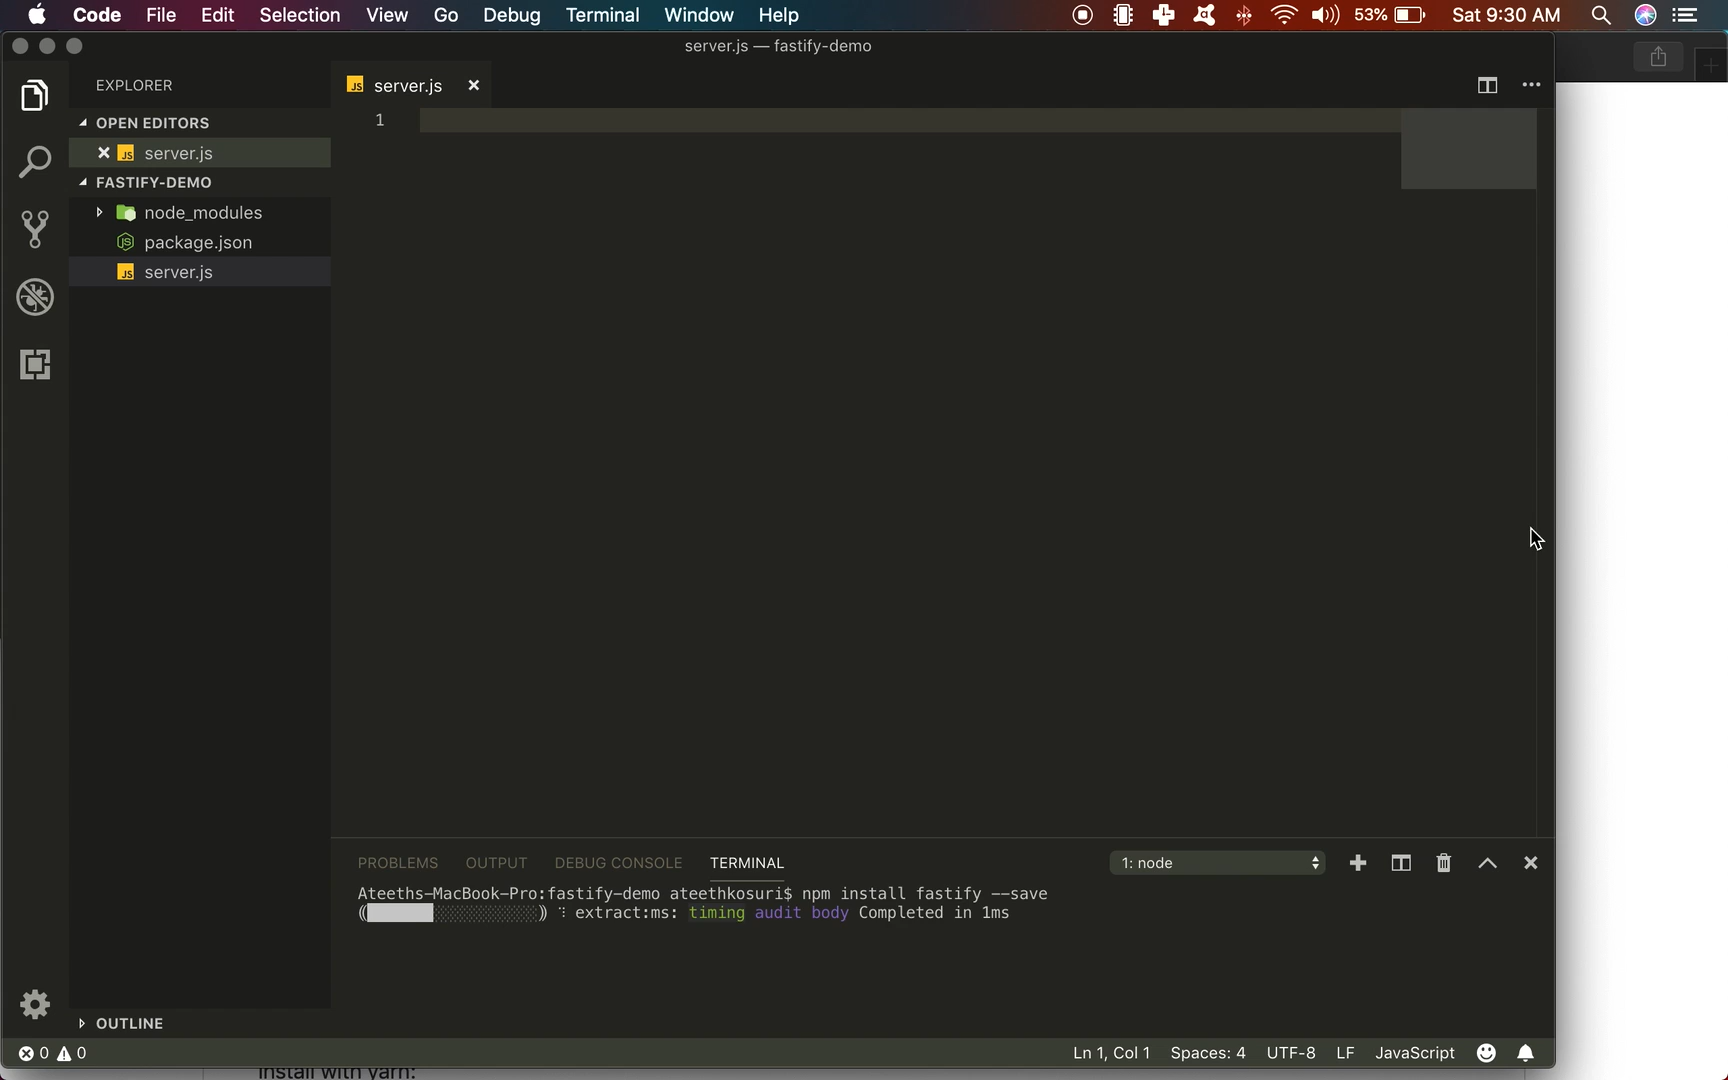 Code File Edit Selection View Go Debug Terminal Window Help 53% Sat 9:30 AM
server.js — fastify-demo
EXPLORER
server.js
OPEN EDITORS
server.js
FASTIFY-DEMO
node_modules
package.json
server.js
1
PROBLEMS OUTPUT DEBUG CONSOLE TERMINAL 1: node
Ateeths-MacBook-Pro:fastify-demo ateethkosuri$ npm install fastify --save
extract:ms: timing audit body Completed in 1ms
OUTLINE
0 0 Ln 1, Col 1 Spaces: 4 UTF-8 LF JavaScript
Install with yarn: